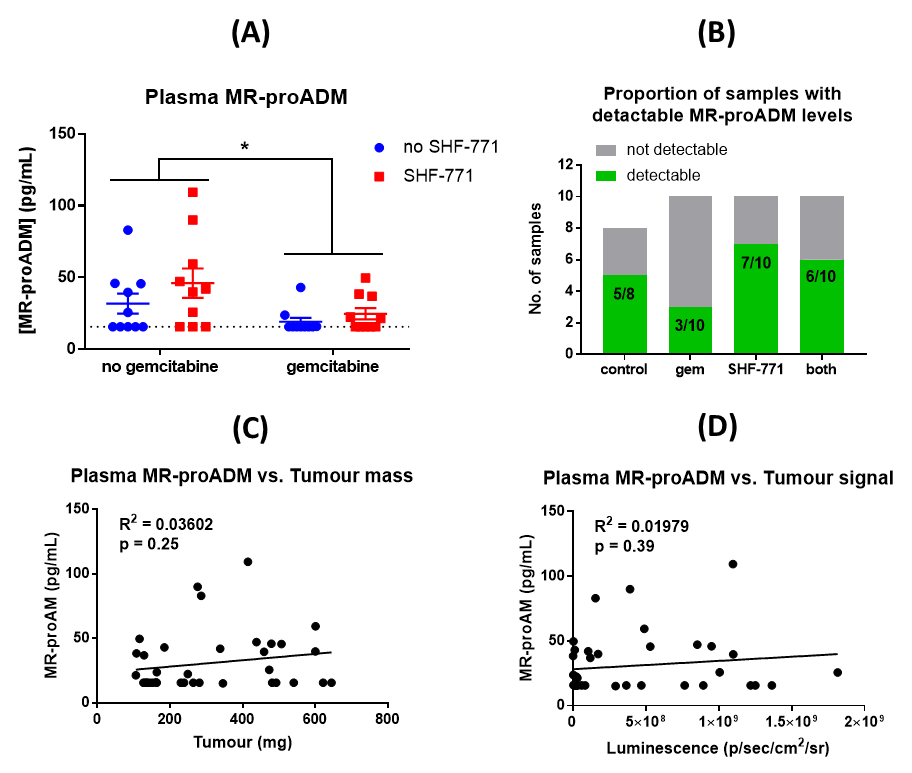 (A)
Plasma MR-proADM
[MR-proADM] (pg/mL)
150
100
50
0
*
no SHF-771
SHF-771
no gemcitabine
gemcitabine
(B)
Proportion of samples with
detactable MR-proADM levels
not detectable
detectable
No. of samples
12
10
8
6
4
2
0
5/8
3/10
7/10
6/10
control
gem
SHF-771
both
(C)
Plasma MR-proADM vs. Tumour mass
R² = 0.03602
p = 0.25
MR-proAM (pg/mL)
150
100
50
0
0
200
400
600
800
Tumour (mg)
(D)
Plasma MR-proADM vs. Tumour signal
R² = 0.01979
p = 0.39
MR-proAM (pg/mL)
150
100
50
0
0
5×10⁸
1×10⁹
1.5×10⁹
2×10⁹
Luminescence (p/sec/cm²/sr)